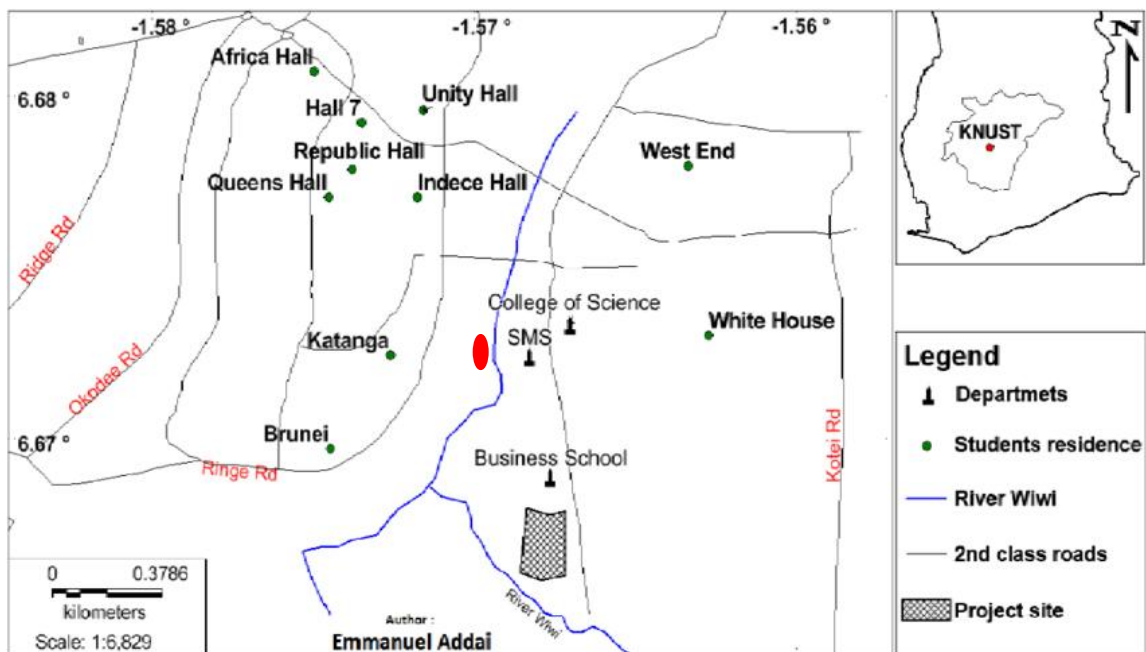 -1.58 °
-1.57 °
-1.56 °
6.68 °
6.67 °
Africa Hall
Unity Hall
Hall 7
Republic Hall
West End
Queens Hall
Indece Hall
Ridge Rd
College of Science
SMS
White House
Katanga
Okodee Rd
Brunei
Ringe Rd
Business School
Kotei Rd
River Wiwi
0 0.3786
kilometers
Scale: 1:6,829
Author :
Emmanuel Addai
N
KNUST
Legend
Departmets
Students residence
River Wiwi
2nd class roads
Project site